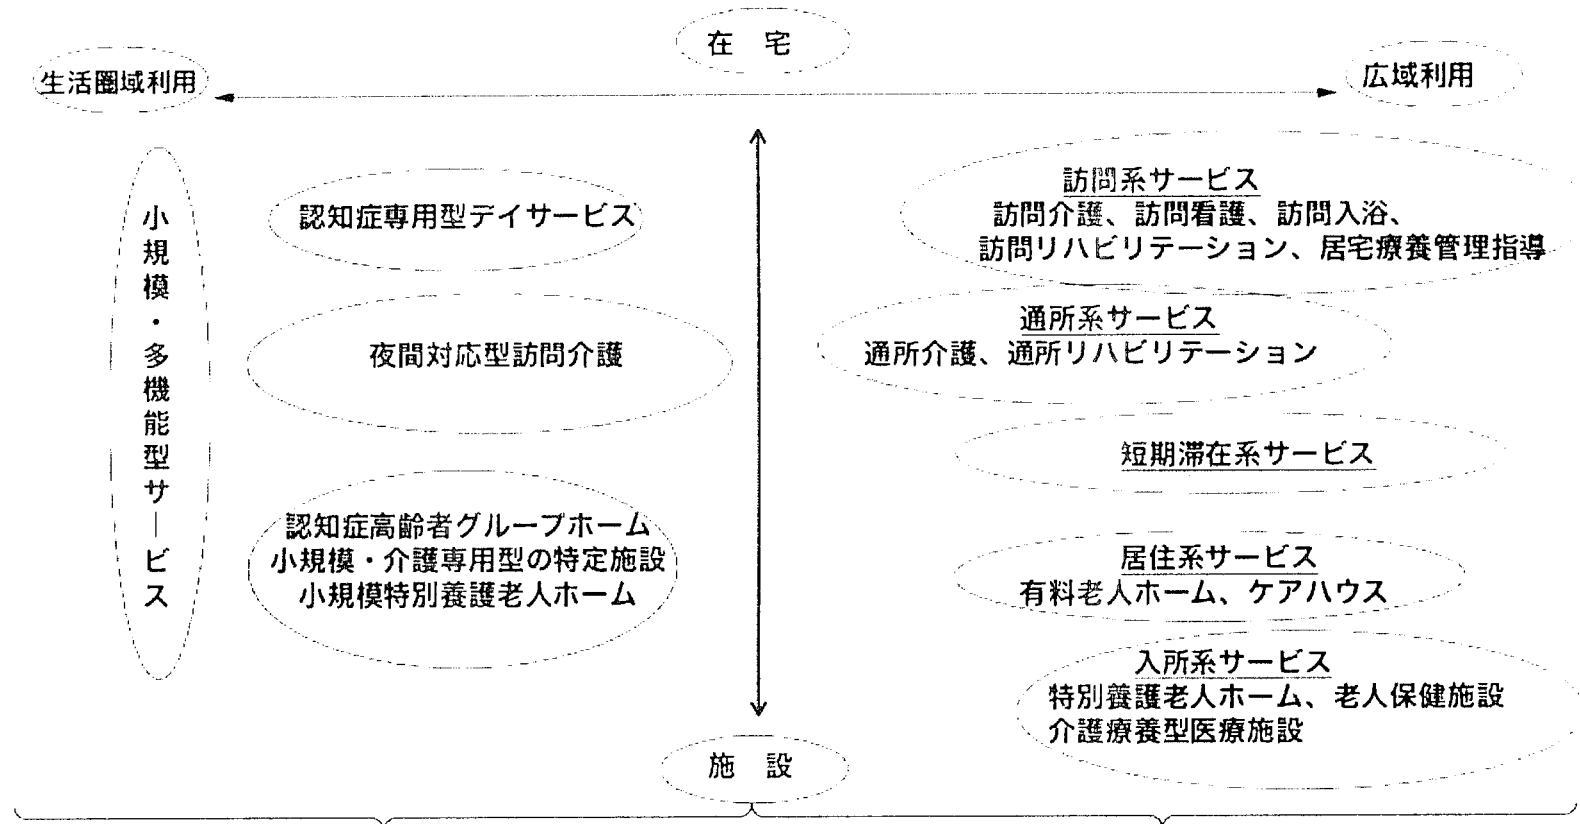 在 宅
生活圏域利用
広域利用
小規模・多機能型サービス
認知症専用型デイサービス
夜間対応型訪問介護
認知症高齢者グループホーム
小規模・介護専用型の特定施設
小規模特別養護老人ホーム
訪問系サービス
訪問介護、訪問看護、訪問入浴、
訪問リハビリテーション、居宅療養管理指導
通所系サービス
通所介護、通所リハビリテーション
短期滞在系サービス
居住系サービス
有料老人ホーム、ケアハウス
入所系サービス
特別養護老人ホーム、老人保健施設
介護療養型医療施設
施 設